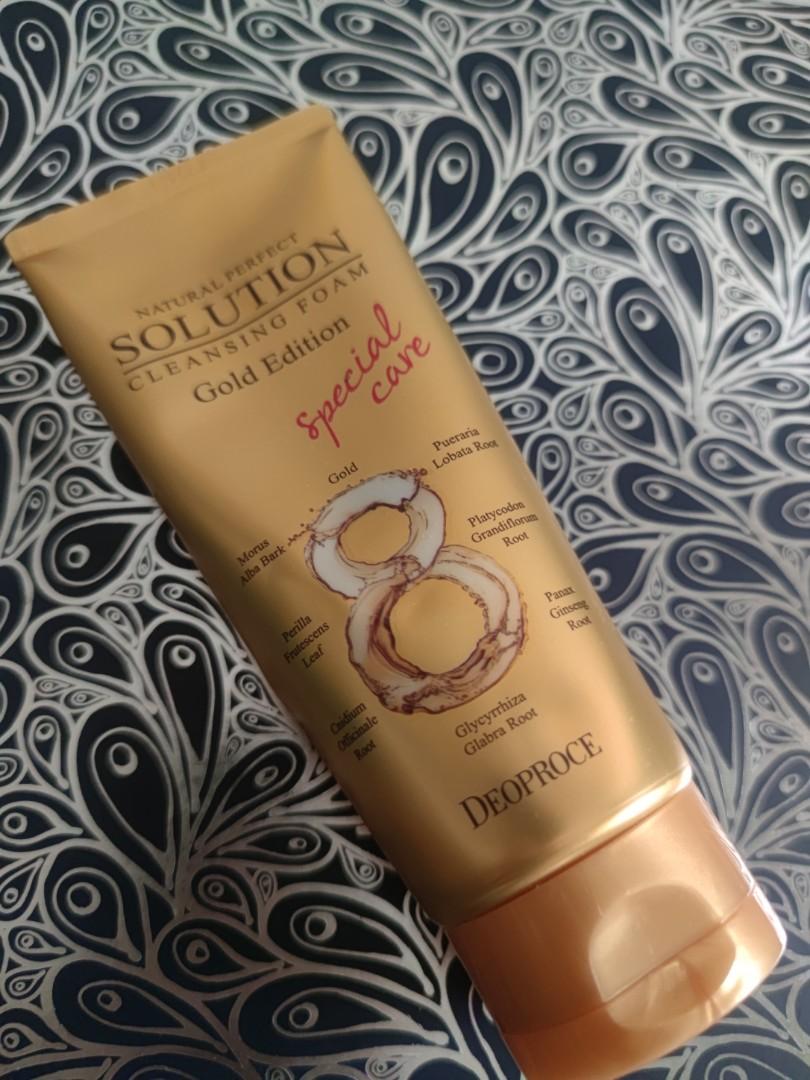 NATURAL PERFECT
SOLUTION
CLEANSING FOAM
Gold Edition
special
care
Gold
Pueraria
Lobata Root
Morus
Alba Bark
Platycodon
Grandiflorum
Root
Perilla
Frutescens
Leaf
Panax
Ginseng
Root
Cnidium
Officinale
Root
Glycyrrhiza
Glabra Root
8
DEOPROCE